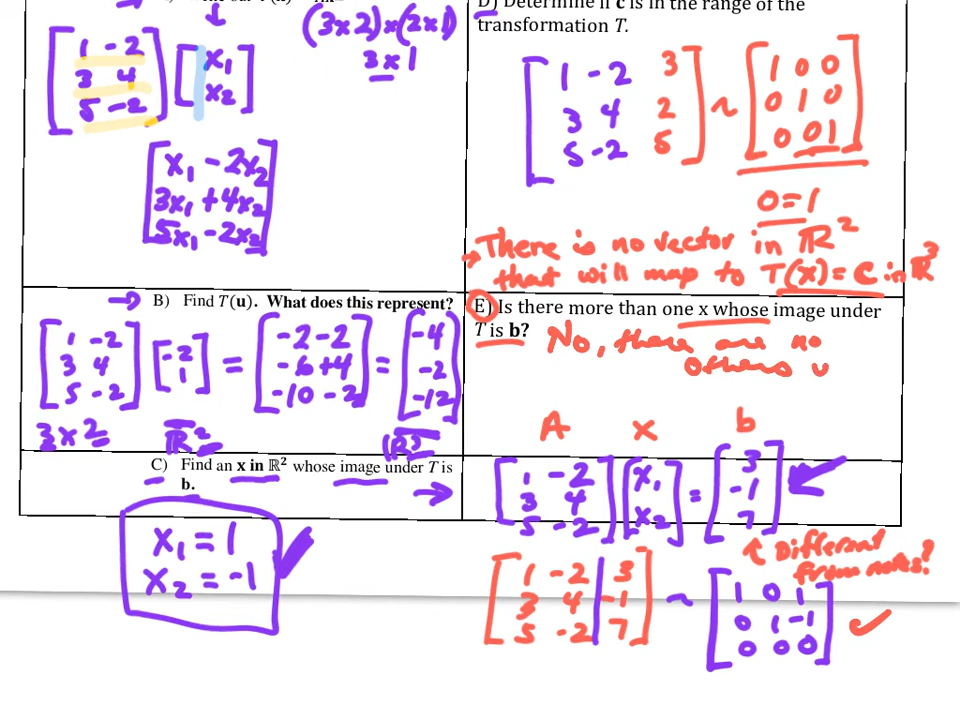 (3x2)x(2x1)
3x1
[1 -2
3 4
5 -2] [x₁
x₂]
[x₁ - 2x₂
3x₁ + 4x₂
5x₁ - 2x₂]
D) Determine if c is in the range of the
transformation T.
[1 -2 3
3 4 2
5 -2 5] ~ [1 0 0
0 1 0
0 0 1]
0=1
→ There is no vector in ℝ²
that will map to T(x) = c in ℝ³
→ B) Find T(u). What does this represent?
[1 -2
3 4
5 -2] [-2
1] = [-2-2
-6+4
-10-2] = [-4
-2
-12]
3x2 ℝ² ℝ³
E) Is there more than one x whose image under
T is b?
No, there are no
others
A x b
C) Find an x in ℝ² whose image under T is
b. →
[1 -2
3 4
5 -2] [x₁
x₂] = [3
-1
7]
x₁ = 1
x₂ = -1
↑ Different
from notes?
[1 -2 | 3
3 4 | -1
5 -2 | 7] ~ [1 0 1
0 1 -1
0 0 0]